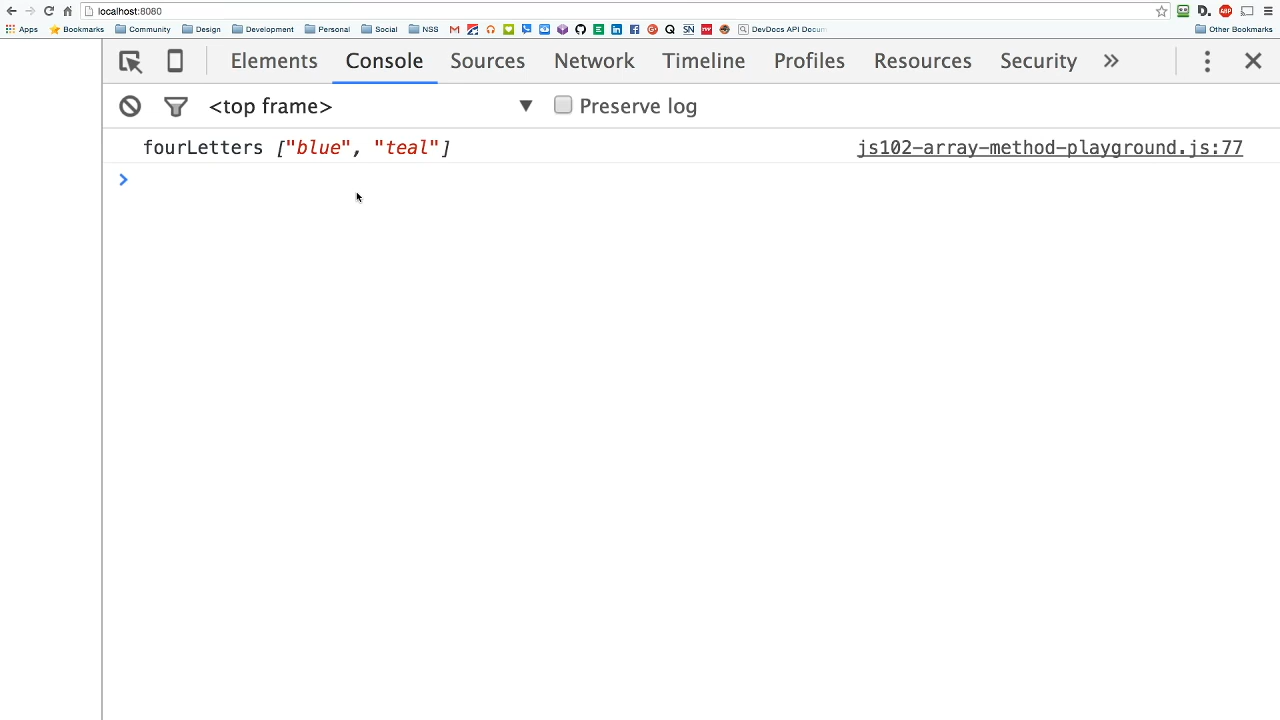 localhost:8080
Apps Bookmarks Community Design Development Personal Social NSS DevDocs API Docum Other Bookmarks
Elements Console Sources Network Timeline Profiles Resources Security »
<top frame> ▼ Preserve log
fourLetters ["blue", "teal"] js102-array-method-playground.js:77
>